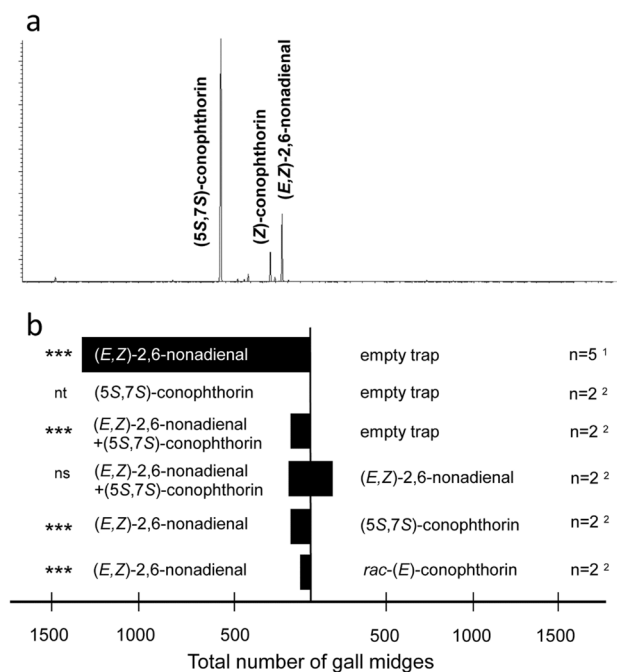 a
(5S,7S)-conophthorin
(Z)-conophthorin
(E,Z)-2,6-nonadienal
b
*** (E,Z)-2,6-nonadienal empty trap n=5 1
nt (5S,7S)-conophthorin empty trap n=2 2
*** (E,Z)-2,6-nonadienal
+(5S,7S)-conophthorin empty trap n=2 2
ns (E,Z)-2,6-nonadienal
+(5S,7S)-conophthorin (E,Z)-2,6-nonadienal n=2 2
*** (E,Z)-2,6-nonadienal (5S,7S)-conophthorin n=2 2
*** (E,Z)-2,6-nonadienal rac-(E)-conophthorin n=2 2
1500 1000 500 500 1000 1500
Total number of gall midges